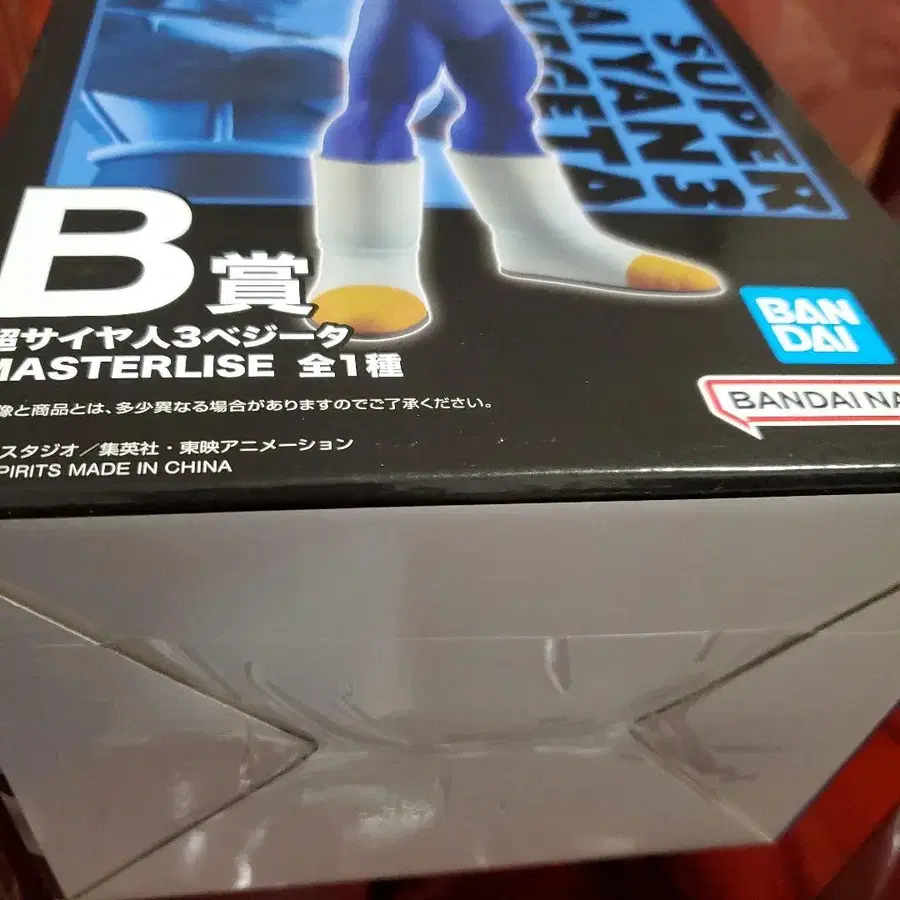 SUPER
SAIYAN 3
VEGETA
B賞
超サイヤ人3ベジータ
MASTERLISE 全1種
像と商品とは、多少異なる場合がありますのでご了承ください。
スタジオ/集英社・東映アニメーション
PIRITS MADE IN CHINA
BAN
DAI
BANDAI NA